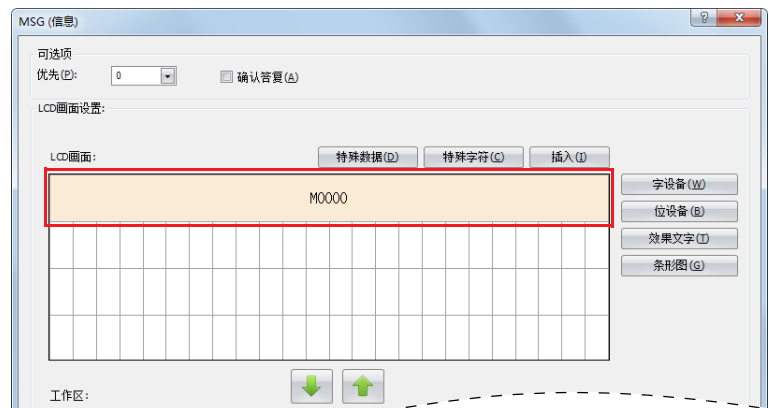 MSG (信息)
可选项
优先(P): 0 确认答复(A)
LCD画面设置:
LCD画面: 特殊数据(D) 特殊字符(C) 插入(I)
M0000
字设备(W)
位设备(B)
效果文字(T)
条形图(G)
工作区: